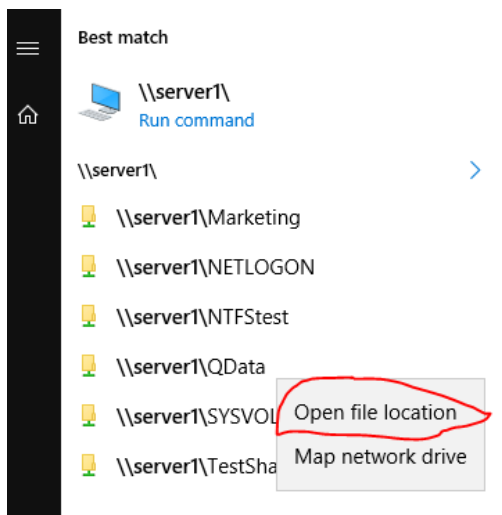 Best match
\\server1\
Run command
\\server1\
\\server1\Marketing
\\server1\NETLOGON
\\server1\NTFStest
\\server1\QData
Open file location
\\server1\SYSVOL
Map network drive
\\server1\TestSha